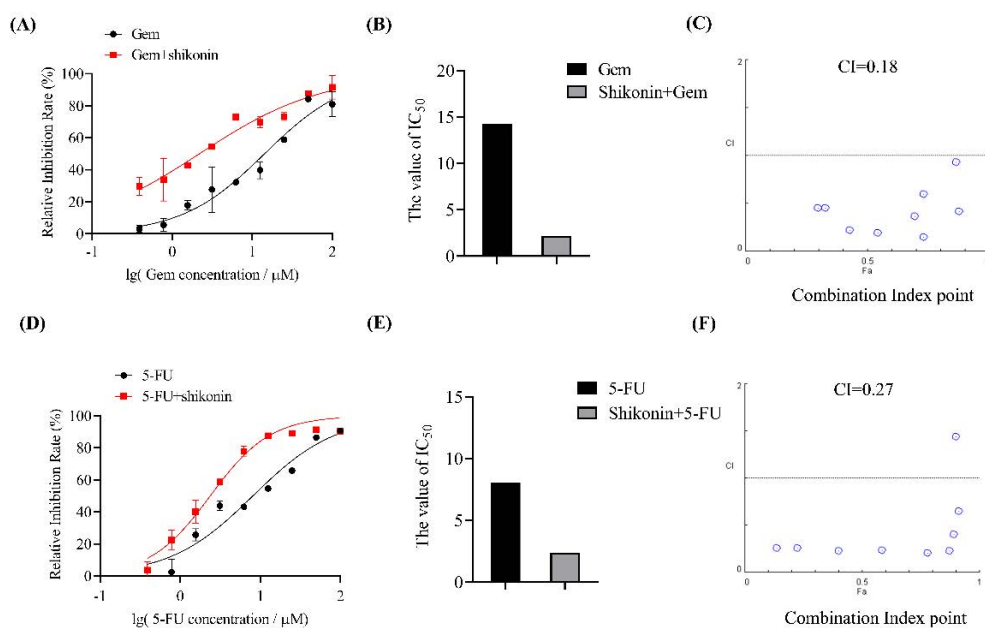 (A)
Gem
Gem+shikonin
Relative Inhibition Rate (%)
100
80
60
40
20
0
-1
0
1
2
lg( Gem concentration / μM)
(B)
Gem
Shikonin+Gem
The value of IC50
20
15
10
5
0
(C)
CI=0.18
2
CI
0
0.5
1
Fa
Combination Index point
(D)
5-FU
5-FU+shikonin
Relative Inhibition Rate (%)
100
80
60
40
20
0
-1
0
1
2
lg( 5-FU concentration / μM)
(E)
5-FU
Shikonin+5-FU
The value of IC50
15
10
5
0
(F)
CI=0.27
2
CI
0
0.5
1
Fa
Combination Index point